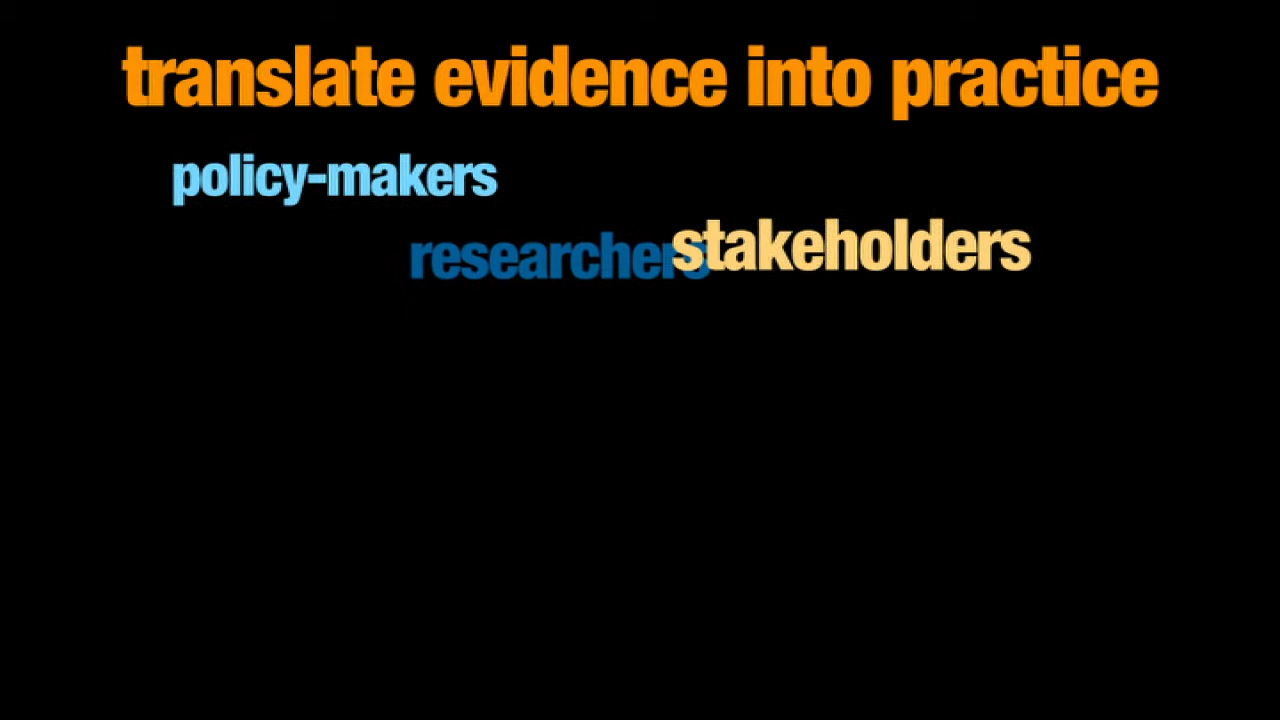 translate evidence into practice
policy-makers
researchers stakeholders